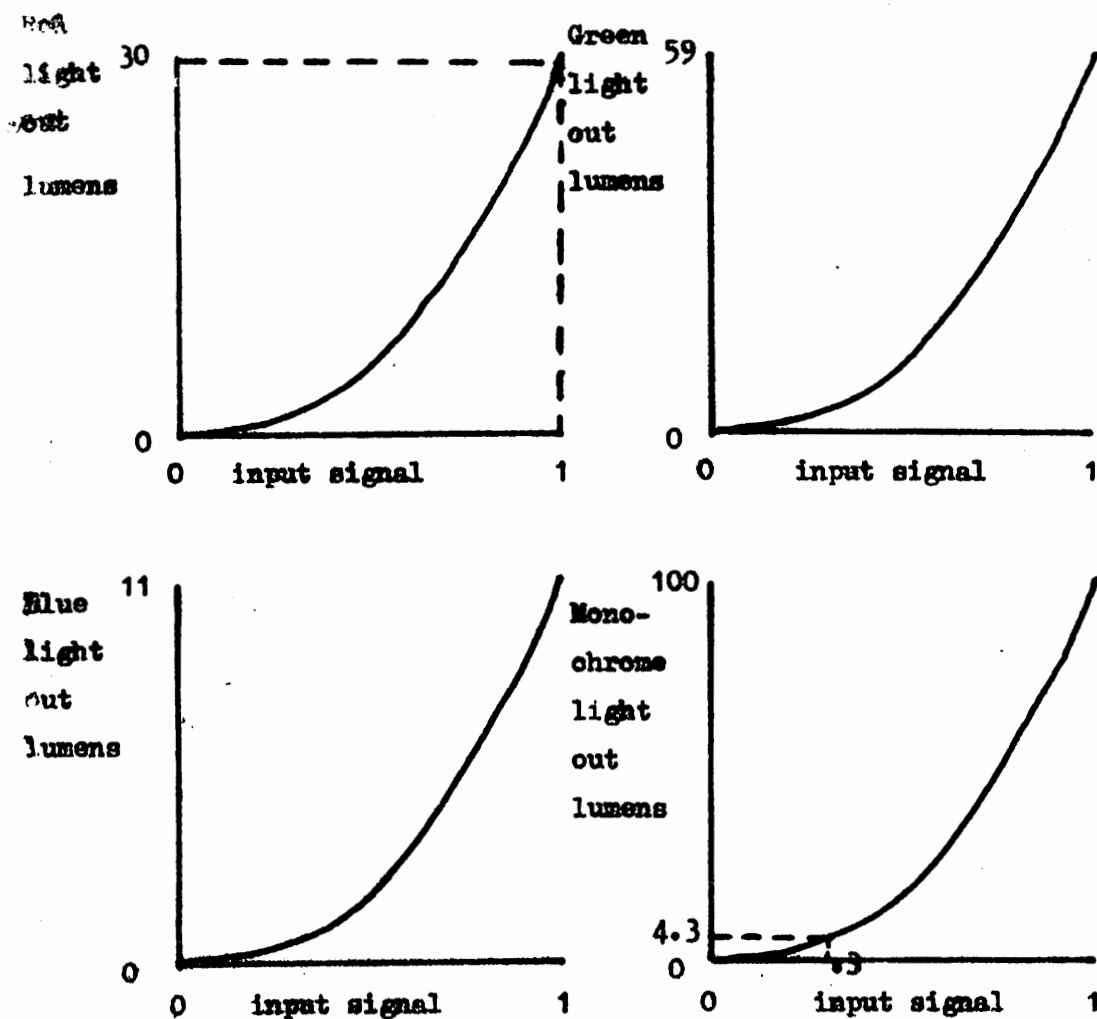 Red
light
out
lumens
30
0
0
input signal
1
Green
light
out
lumens
59
0
0
input signal
1
Blue
light
out
lumens
11
0
0
input signal
1
Mono-
chrome
light
out
lumens
100
4.3
0
.3
0
input signal
1